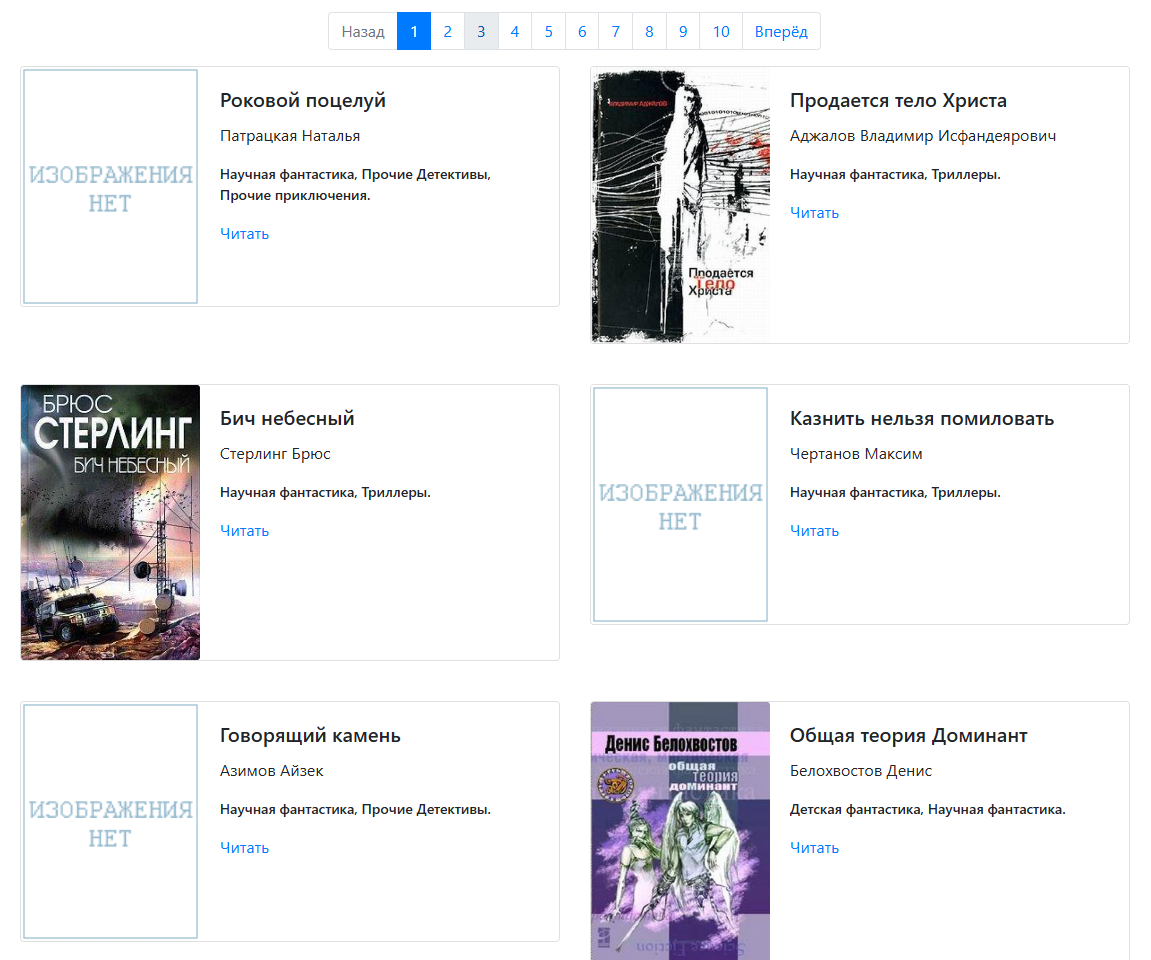 Назад 1 2 3 4 5 6 7 8 9 10 Вперёд
ИЗОБРАЖЕНИЯ
НЕТ
Роковой поцелуй
Патрацкая Наталья
Научная фантастика, Прочие Детективы,
Прочие приключения.
Читать
ВЛАДИМИР АДЖАЛОВ
Продаётся
Тело
Христа
Продается тело Христа
Аджалов Владимир Исфандеярович
Научная фантастика, Триллеры.
Читать
БРЮС
СТЕРЛИНГ
БИЧ НЕБЕСНЫЙ
Бич небесный
Стерлинг Брюс
Научная фантастика, Триллеры.
Читать
ИЗОБРАЖЕНИЯ
НЕТ
Казнить нельзя помиловать
Чертанов Максим
Научная фантастика, Триллеры.
Читать
ИЗОБРАЖЕНИЯ
НЕТ
Говорящий камень
Азимов Айзек
Научная фантастика, Прочие Детективы.
Читать
Денис Белохвостов
общая
теория
доминант
Science Fiction
Общая теория Доминант
Белохвостов Денис
Детская фантастика, Научная фантастика.
Читать